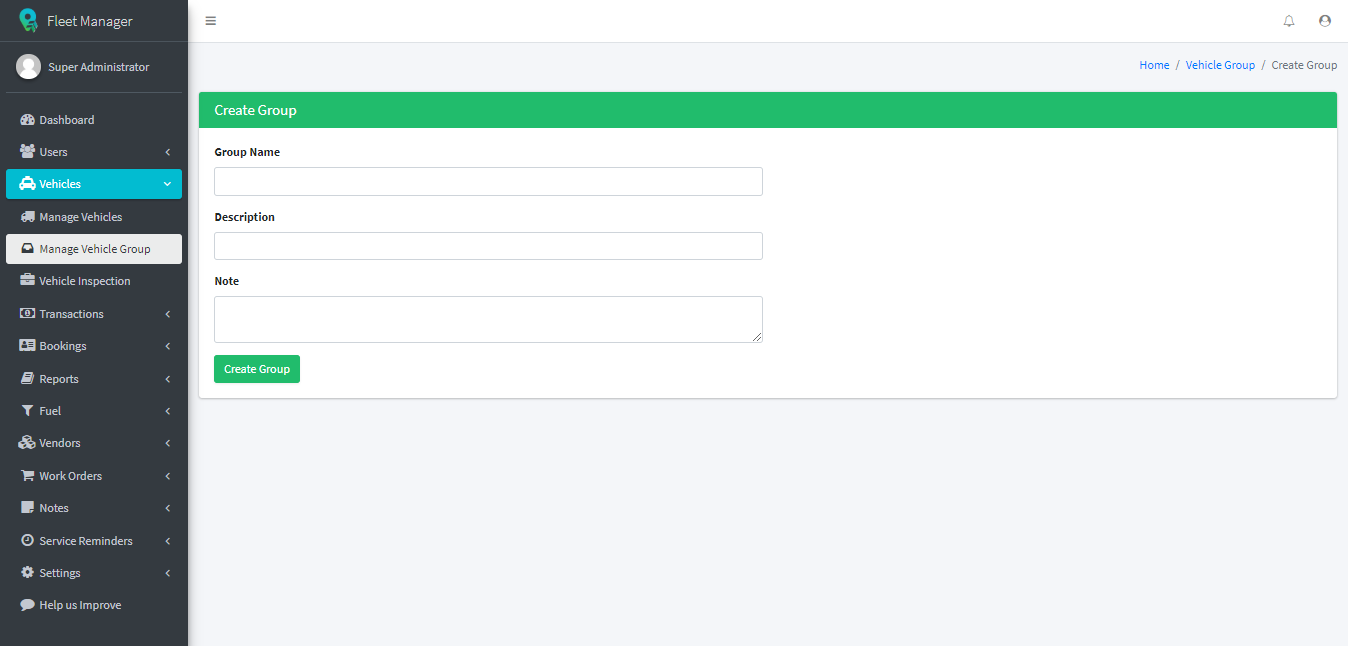 Fleet Manager
Super Administrator
Dashboard
Users
Vehicles
Manage Vehicles
Manage Vehicle Group
Vehicle Inspection
Transactions
Bookings
Reports
Fuel
Vendors
Work Orders
Notes
Service Reminders
Settings
Help us Improve
Home / Vehicle Group / Create Group
Create Group
Group Name
Description
Note
Create Group